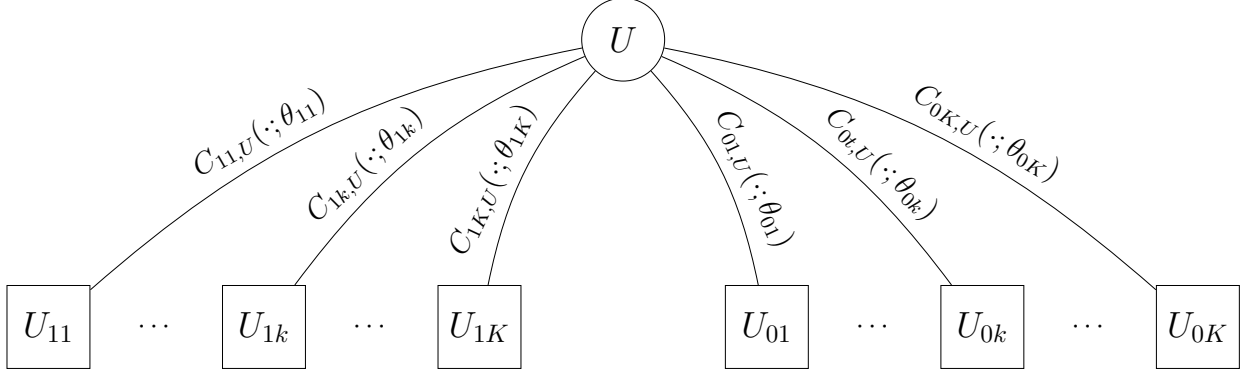 U
C_{11,U}(·; θ_{11})
C_{1k,U}(·; θ_{1k})
C_{1K,U}(·; θ_{1K})
C_{01,U}(·; θ_{01})
C_{0t,U}(·; θ_{0k})
C_{0K,U}(·; θ_{0K})
U_{11} ··· U_{1k} ··· U_{1K} U_{01} ··· U_{0k} ··· U_{0K}